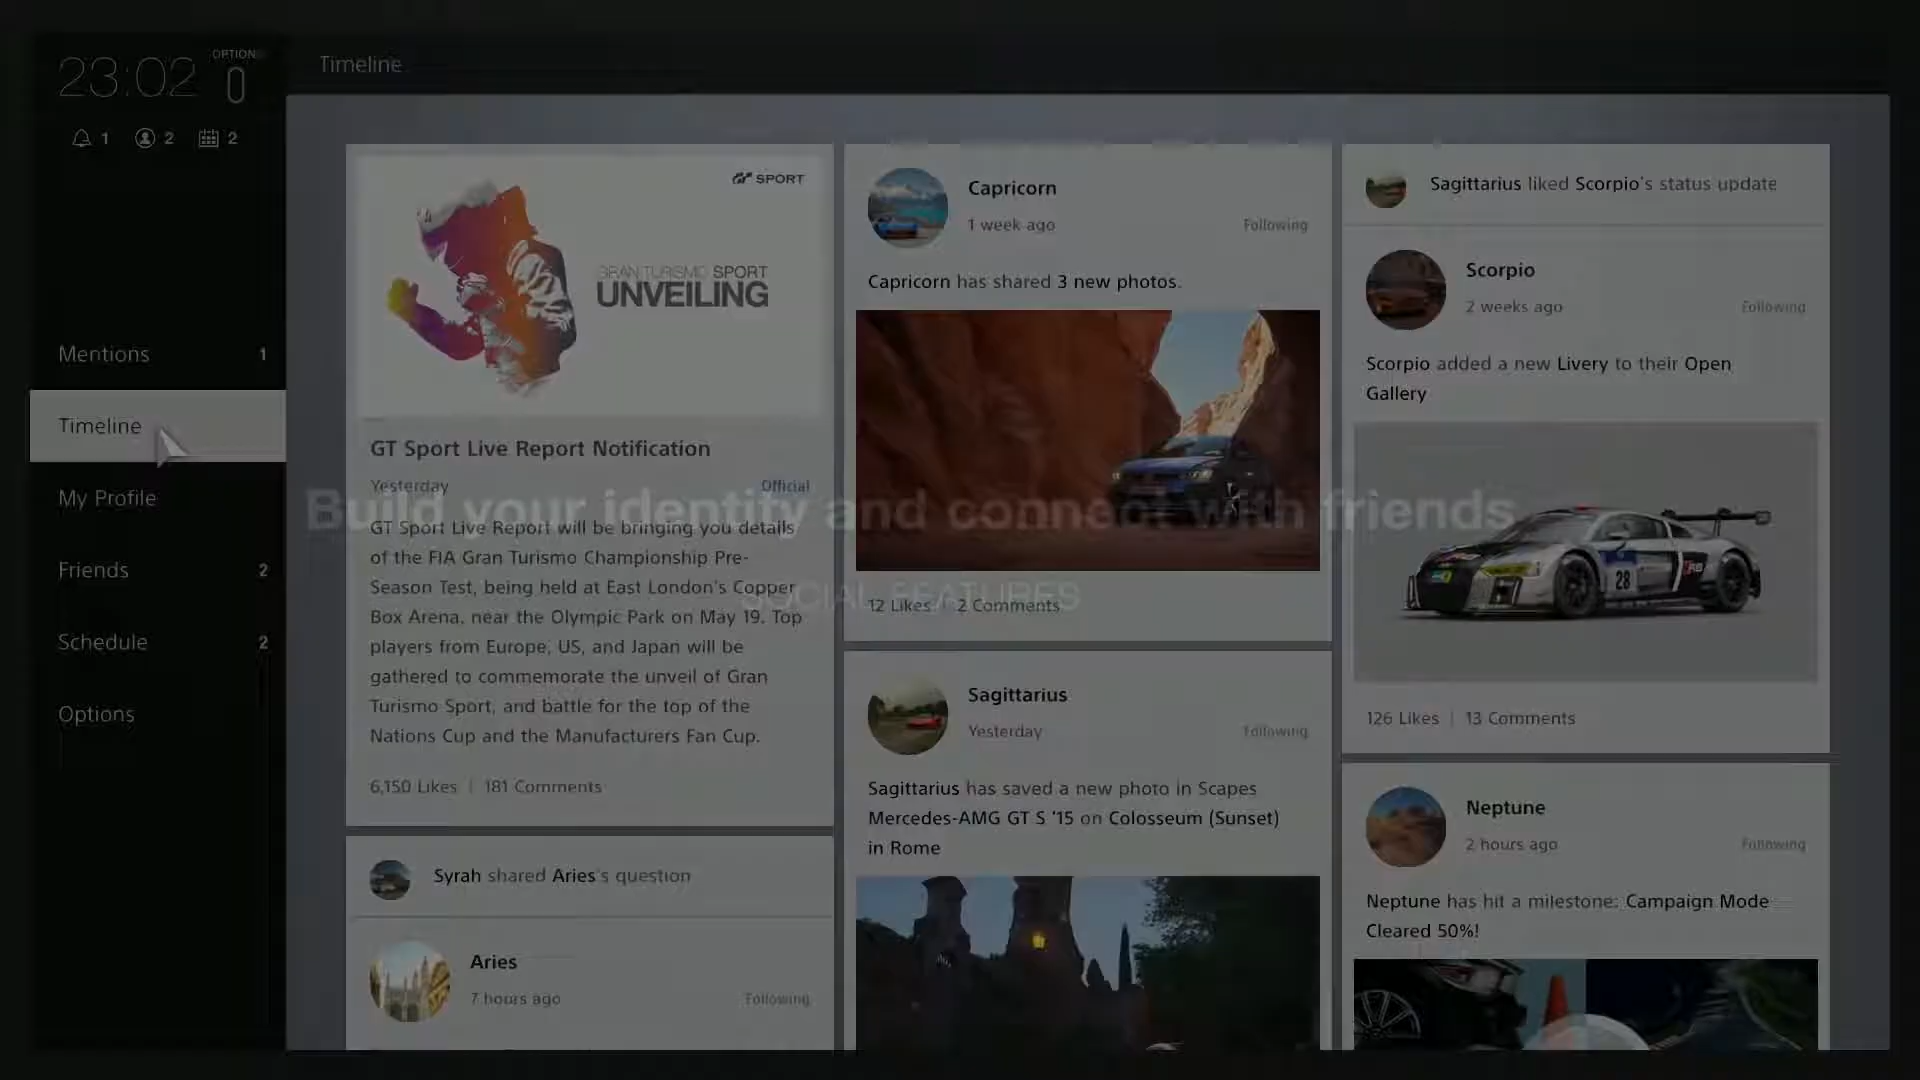 23:02
OPTION
1 2 2
Mentions 1
Timeline
My Profile
Friends 2
Schedule 2
Options
Timeline
SPORT
GRAN TURISMO SPORT
UNVEILING
GT Sport Live Report Notification
Yesterday Official
GT Sport Live Report will be bringing you details
of the FIA Gran Turismo Championship Pre-
Season Test, being held at East London's Copper
Box Arena, near the Olympic Park on May 19. Top
players from Europe, US, and Japan will be
gathered to commemorate the unveil of Gran
Turismo Sport, and battle for the top of the
Nations Cup and the Manufacturers Fan Cup.
6,150 Likes | 181 Comments
Syrah shared Aries's question
Aries
7 hours ago Following
Capricorn
1 week ago Following
Capricorn has shared 3 new photos.
12 Likes | 2 Comments
Sagittarius
Yesterday Following
Sagittarius has saved a new photo in Scapes
Mercedes-AMG GT S '15 on Colosseum (Sunset)
in Rome
Sagittarius liked Scorpio's status update
Scorpio
2 weeks ago Following
Scorpio added a new Livery to their Open
Gallery
28
R8
126 Likes | 13 Comments
Neptune
2 hours ago Following
Neptune has hit a milestone: Campaign Mode
Cleared 50%!
Build your identity and connect with friends
SOCIAL FEATURES